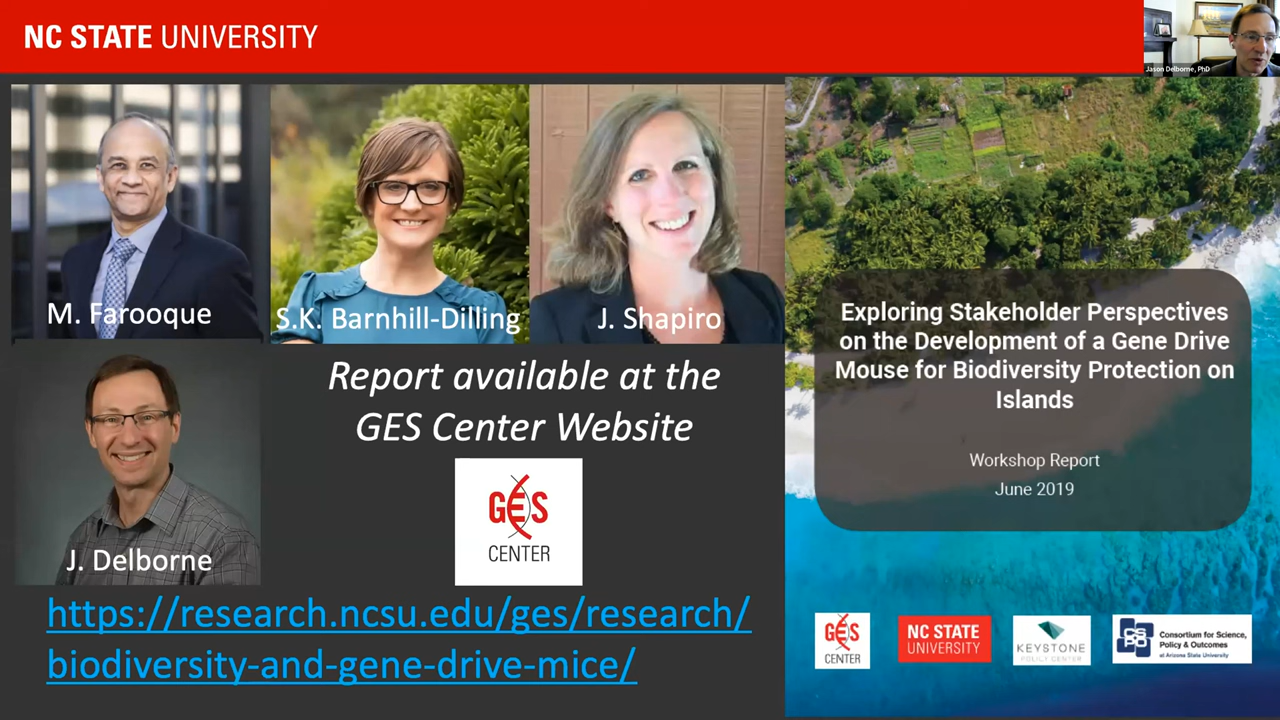 NC STATE UNIVERSITY
Jason Delborne, PhD
M. Farooque
S.K. Barnhill-Dilling
J. Shapiro
J. Delborne
Report available at the
GES Center Website
GES
CENTER
https://research.ncsu.edu/ges/research/
biodiversity-and-gene-drive-mice/
Exploring Stakeholder Perspectives
on the Development of a Gene Drive
Mouse for Biodiversity Protection on
Islands
Workshop Report
June 2019
GES
CENTER
NC STATE
UNIVERSITY
KEYSTONE
POLICY CENTER
CSPO
Consortium for Science,
Policy & Outcomes
at Arizona State University